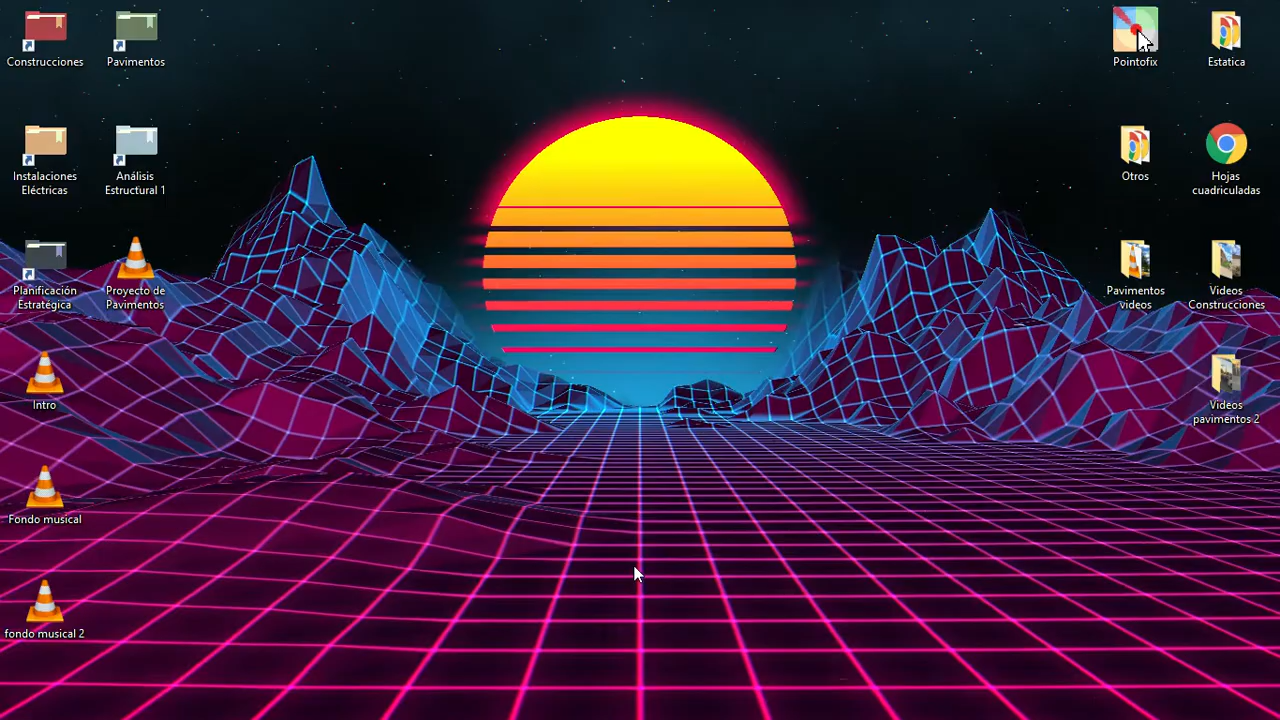 Construcciones
Pavimentos
Pointofix
Estatica
Instalaciones
Eléctricas
Análisis
Estructural 1
Otros
Hojas
cuadriculadas
Planificación
Estratégica
Proyecto de
Pavimentos
Pavimentos
videos
Videos
Construcciones
Intro
Videos
pavimentos 2
Fondo musical
fondo musical 2